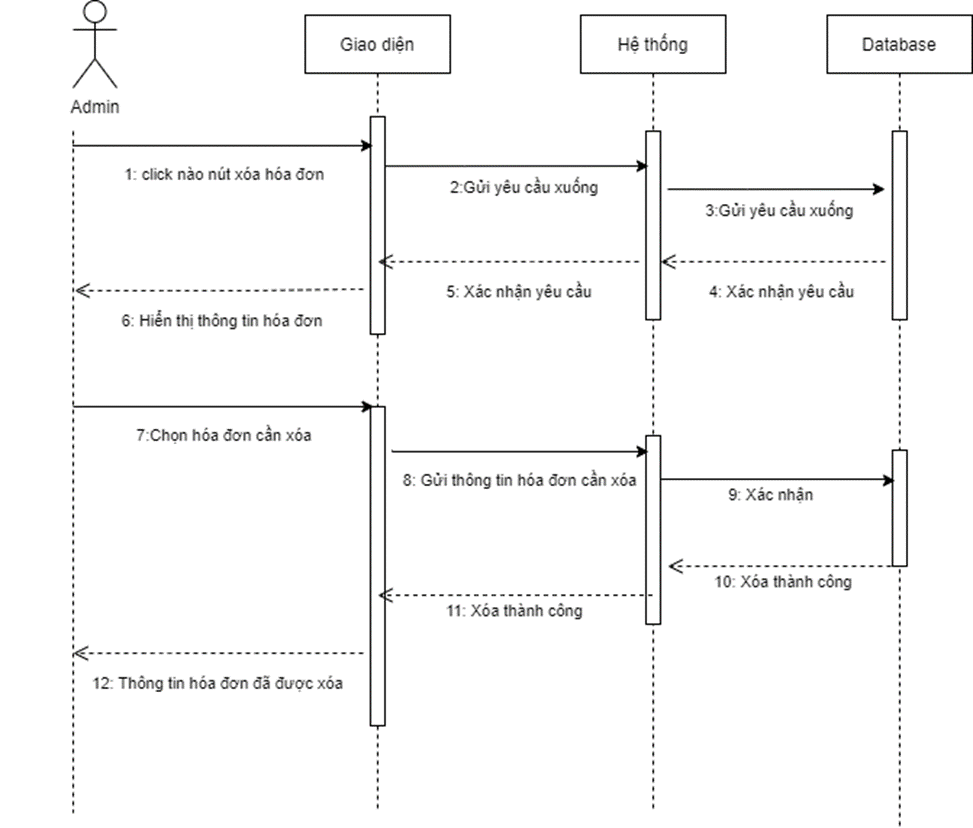 Giao diện
Hệ thống
Database
Admin
1: click nào nút xóa hóa đơn
2:Gửi yêu cầu xuống
3:Gửi yêu cầu xuống
5: Xác nhận yêu cầu
4: Xác nhận yêu cầu
6: Hiển thị thông tin hóa đơn
7:Chọn hóa đơn cần xóa
8: Gửi thông tin hóa đơn cần xóa
9: Xác nhận
10: Xóa thành công
11: Xóa thành công
12: Thông tin hóa đơn đã được xóa